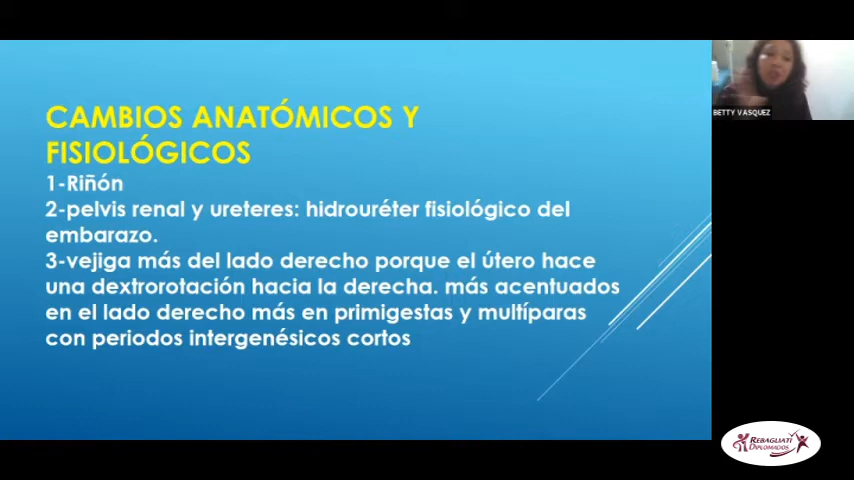 CAMBIOS ANATÓMICOS Y
FISIOLÓGICOS
1-Riñón
2-pelvis renal y ureteres: hidrouréter fisiológico del
embarazo.
3-vejiga más del lado derecho porque el útero hace
una dextrorotación hacia la derecha. más acentuados
en el lado derecho más en primigestas y multíparas
con periodos intergenésicos cortos
BETTY VASQUEZ
REBAGLIATI
DIPLOMADOS